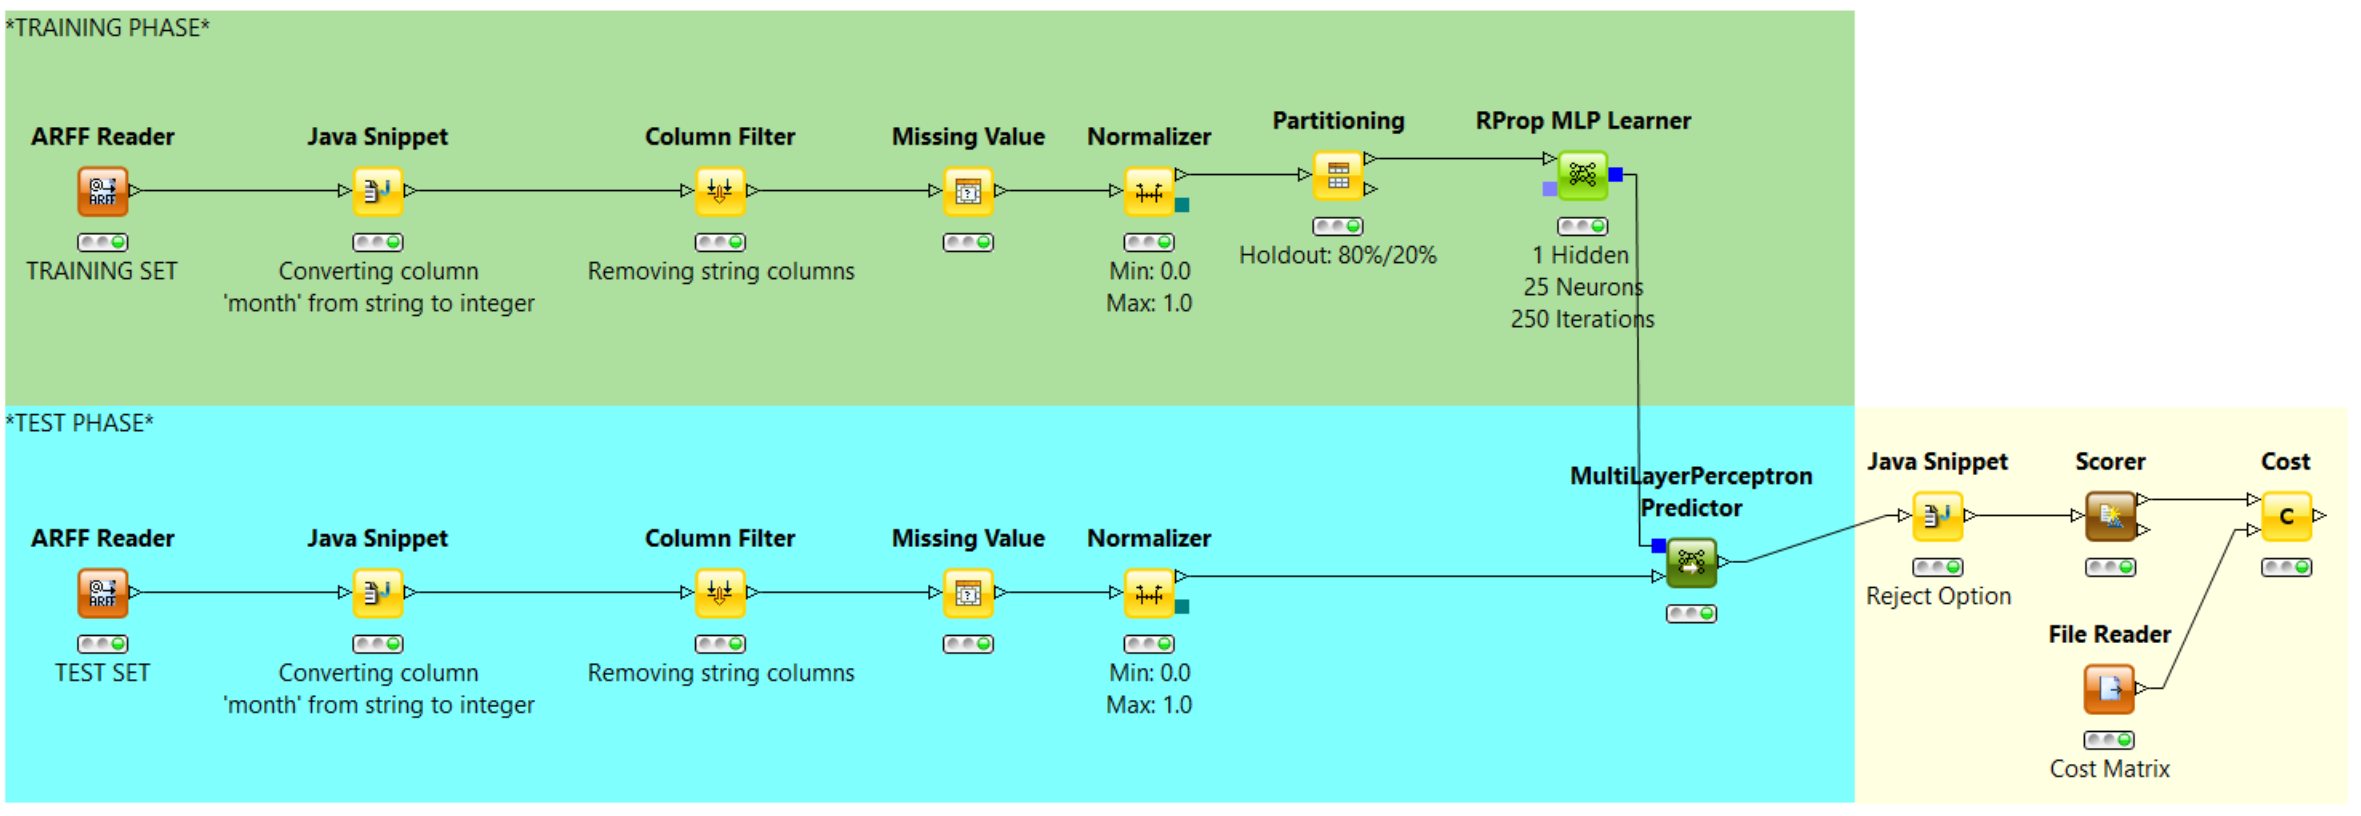 *TRAINING PHASE*
ARFF Reader
TRAINING SET
Java Snippet
Converting column
'month' from string to integer
Column Filter
Removing string columns
Missing Value
Normalizer
Min: 0.0
Max: 1.0
Partitioning
Holdout: 80%/20%
RProp MLP Learner
1 Hidden
25 Neurons
250 Iterations
*TEST PHASE*
ARFF Reader
TEST SET
Java Snippet
Converting column
'month' from string to integer
Column Filter
Removing string columns
Missing Value
Normalizer
Min: 0.0
Max: 1.0
MultiLayerPerceptron
Predictor
Java Snippet
Reject Option
Scorer
File Reader
Cost Matrix
Cost
C